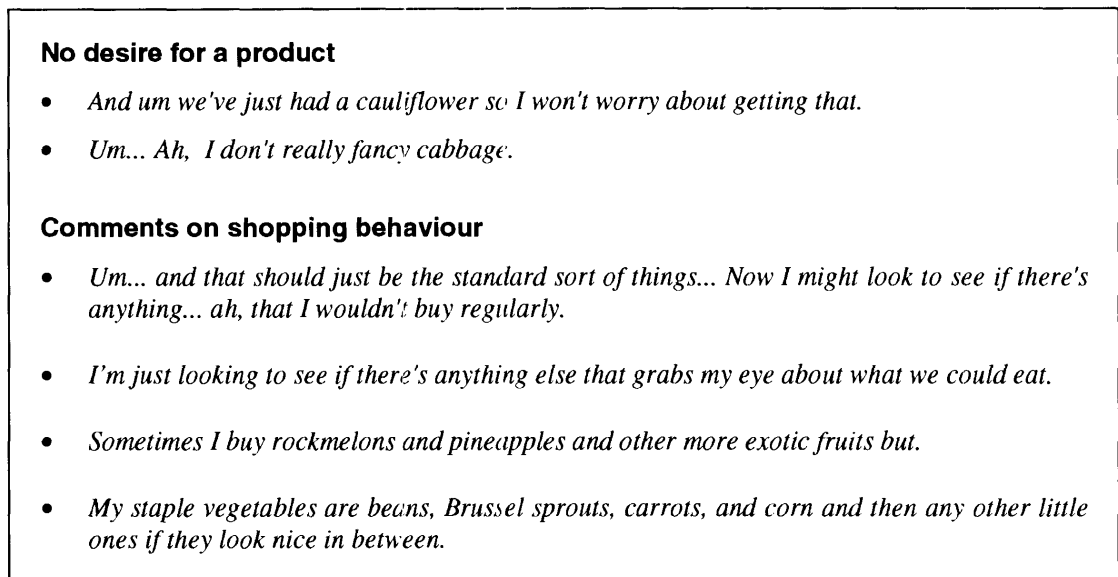 No desire for a product
• And um we've just had a cauliflower so I won't worry about getting that.
• Um... Ah, I don't really fancy cabbage.
Comments on shopping behaviour
• Um... and that should just be the standard sort of things... Now I might look to see if there's
anything... ah, that I wouldn't buy regularly.
• I'm just looking to see if there's anything else that grabs my eye about what we could eat.
• Sometimes I buy rockmelons and pineapples and other more exotic fruits but.
• My staple vegetables are beans, Brussel sprouts, carrots, and corn and then any other little
ones if they look nice in between.